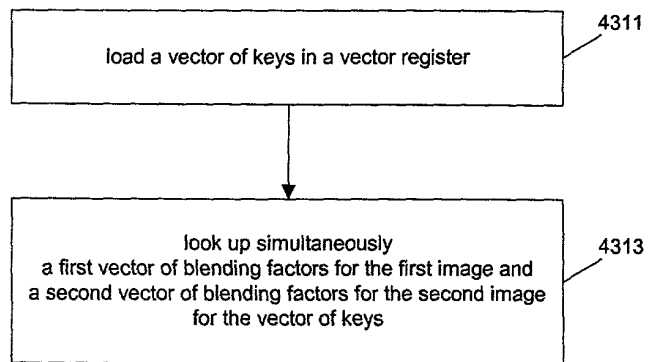 4311
load a vector of keys in a vector register
look up simultaneously
a first vector of blending factors for the first image and
a second vector of blending factors for the second image
for the vector of keys
4313